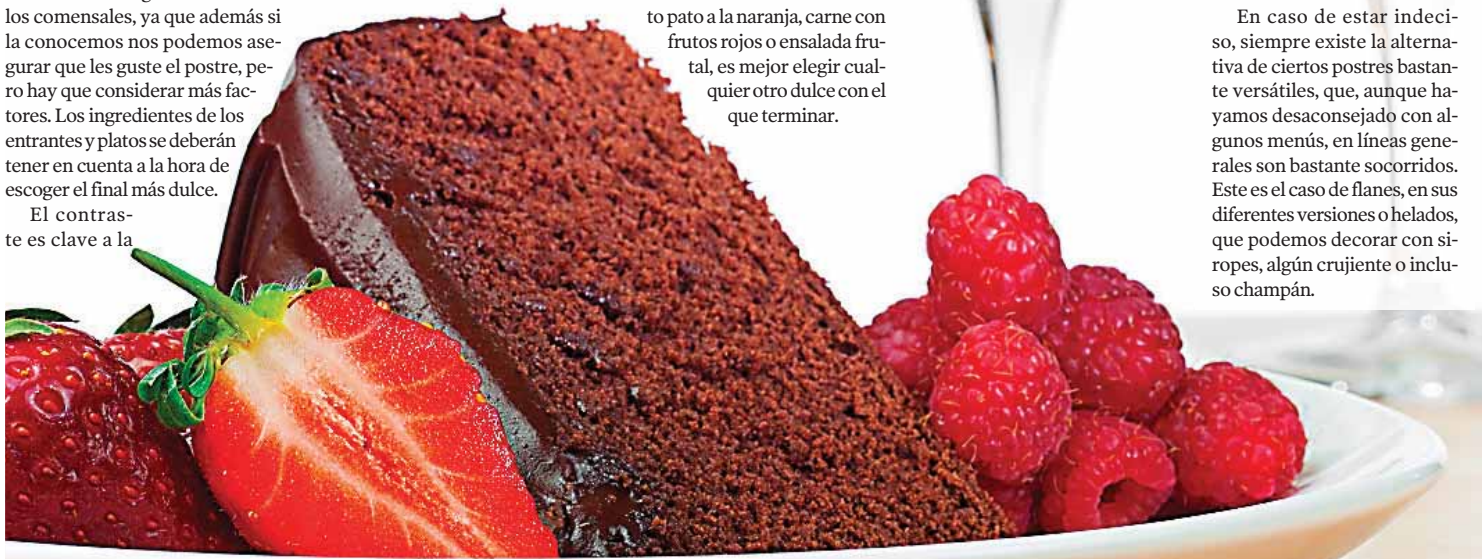 los comensales, ya que además si
la conocemos nos podemos ase-
gurar que les guste el postre, pe-
ro hay que considerar más fac-
tores. Los ingredientes de los
entrantes y platos se deberán
tener en cuenta a la hora de
escoger el final más dulce.
El contras-
te es clave a la
to pato a la naranja, carne con
frutos rojos o ensalada fru-
tal, es mejor elegir cual-
quier otro dulce con el
que terminar.
En caso de estar indeci-
so, siempre existe la alterna-
tiva de ciertos postres bastan-
te versátiles, que, aunque ha-
yamos desaconsejado con al-
gunos menús, en líneas gene-
rales son bastante socorridos.
Este es el caso de flanes, en sus
diferentes versiones o helados,
que podemos decorar con si-
ropes, algún crujiente o inclu-
so champán.